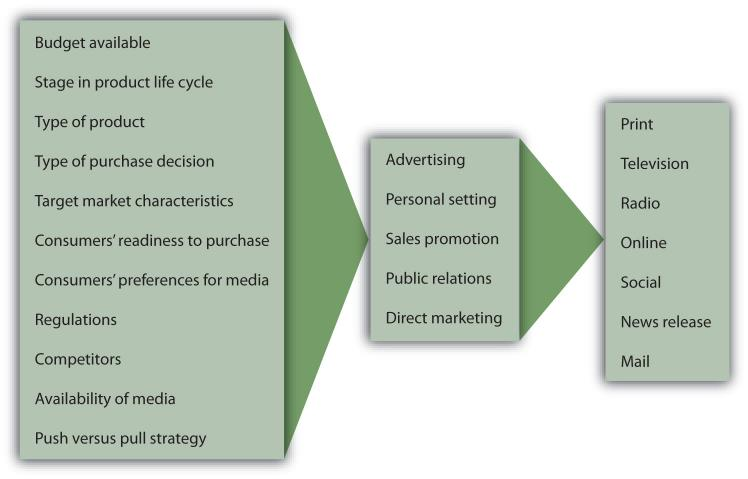 Budget available
Stage in product life cycle
Type of product
Type of purchase decision
Target market characteristics
Consumers’ readiness to purchase
Consumers’ preferences for media
Regulations
Competitors
Availability of media
Push versus pull strategy
Advertising
Personal setting
Sales promotion
Public relations
Direct marketing
Print
Television
Radio
Online
Social
News release
Mail